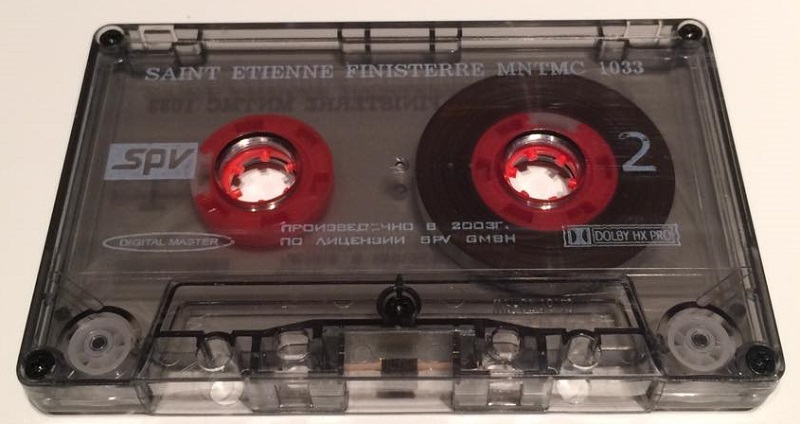 SAINT ETIENNE FINISTERRE MNTMC 1033
spv
2
ПРОИЗВЕДЕНО В 2003Г.
ПО ЛИЦЕНЗИИ SPV GMBH
DIGITAL MASTER
DOLBY HX PRO